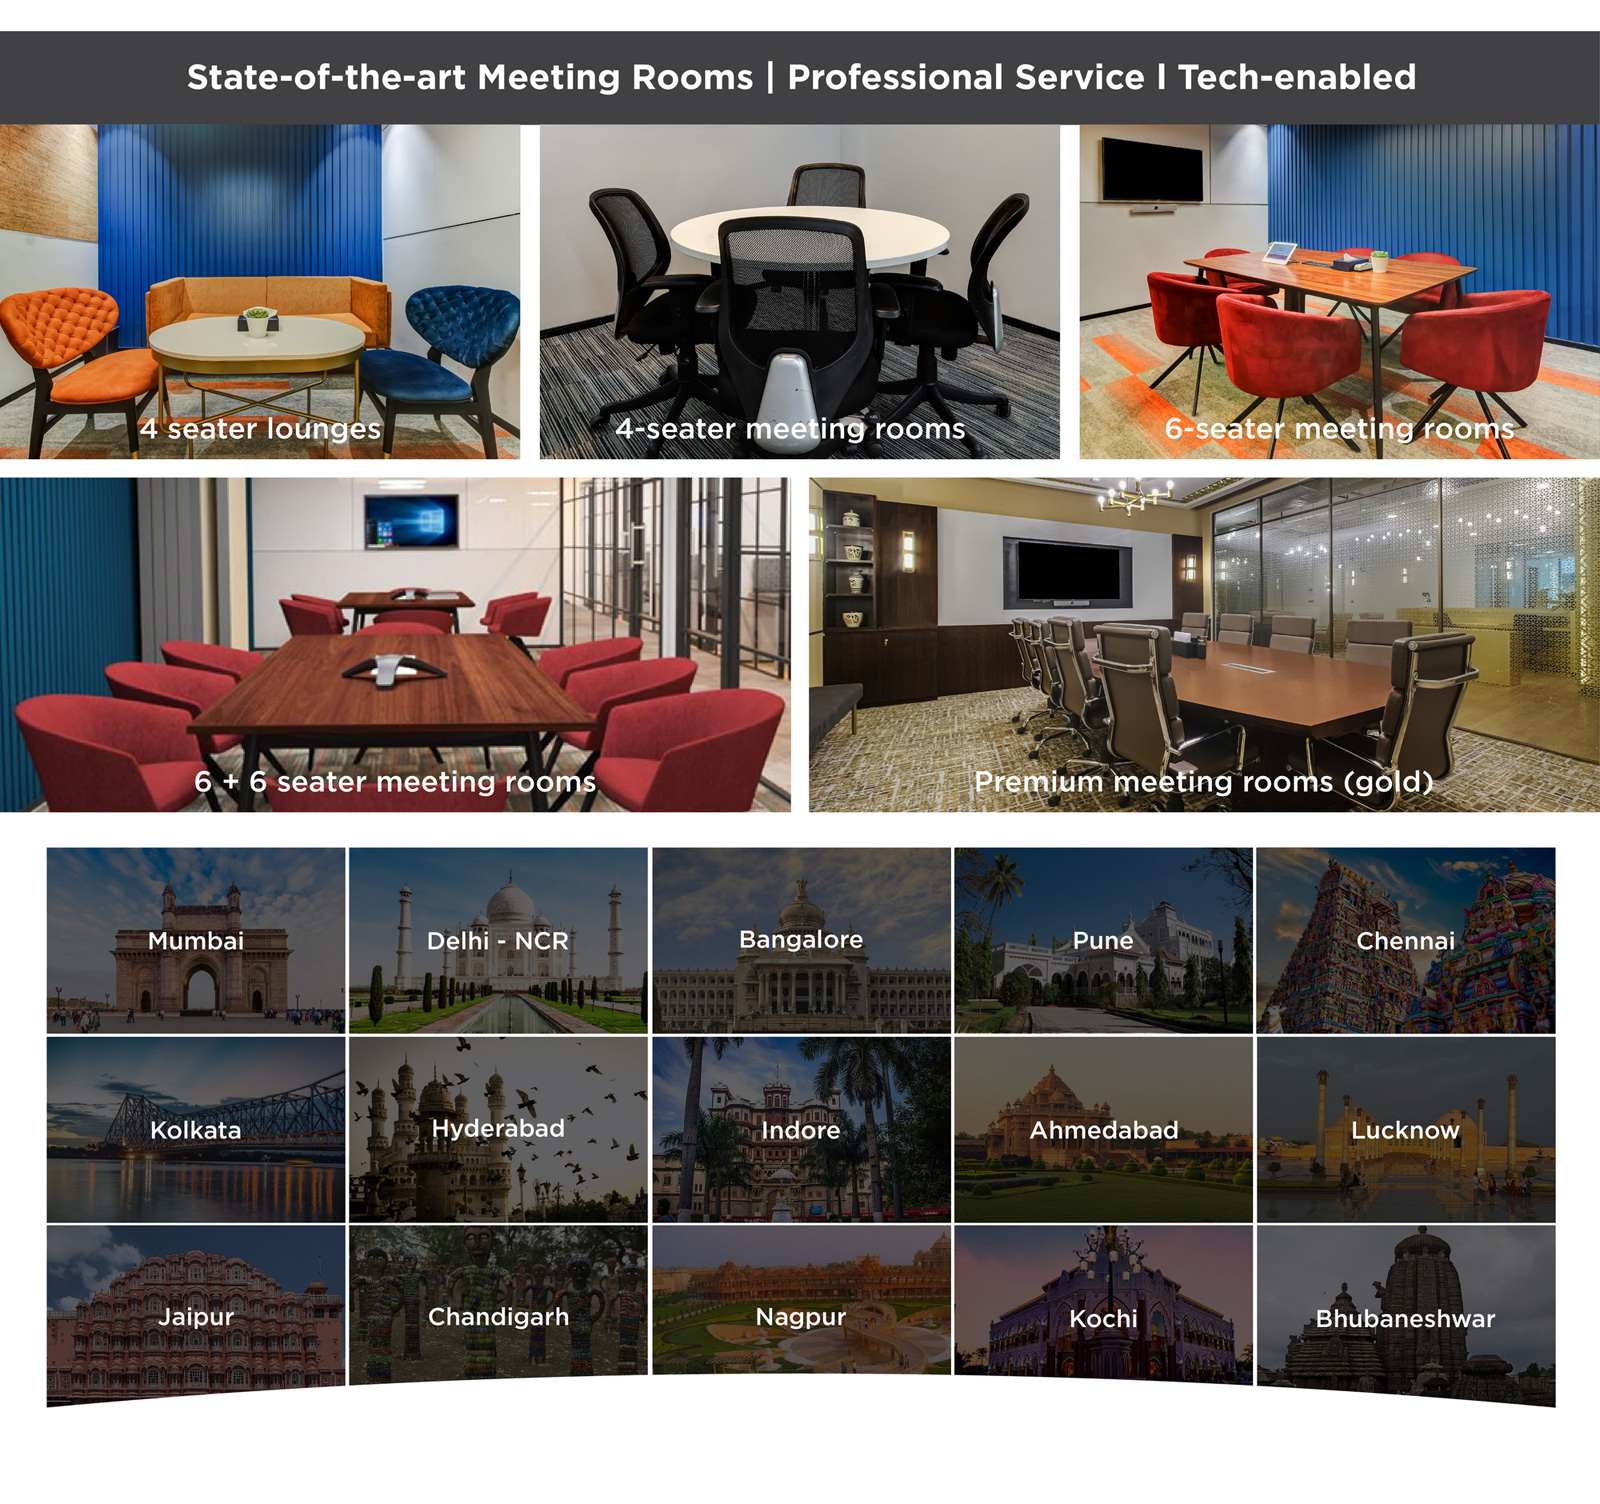 State-of-the-art Meeting Rooms | Professional Service l Tech-enabled
4 seater lounges
4-seater meeting rooms
6-seater meeting rooms
6 + 6 seater meeting rooms
Premium meeting rooms (gold)
Mumbai
Delhi - NCR
Bangalore
Pune
Chennai
Kolkata
Hyderabad
Indore
Ahmedabad
Lucknow
Jaipur
Chandigarh
Nagpur
Kochi
Bhubaneshwar